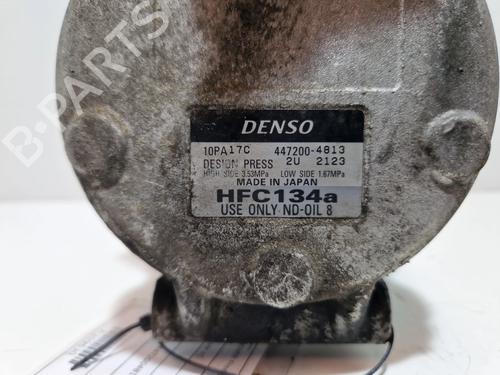 B-PARTS
DENSO
10PA17C 447200-4813
DESIGN PRESS 2U 2123
HIGH SIDE 3.53MPa LOW SIDE 1.67MPa
MADE IN JAPAN
HFC134a
USE ONLY ND-OIL 8